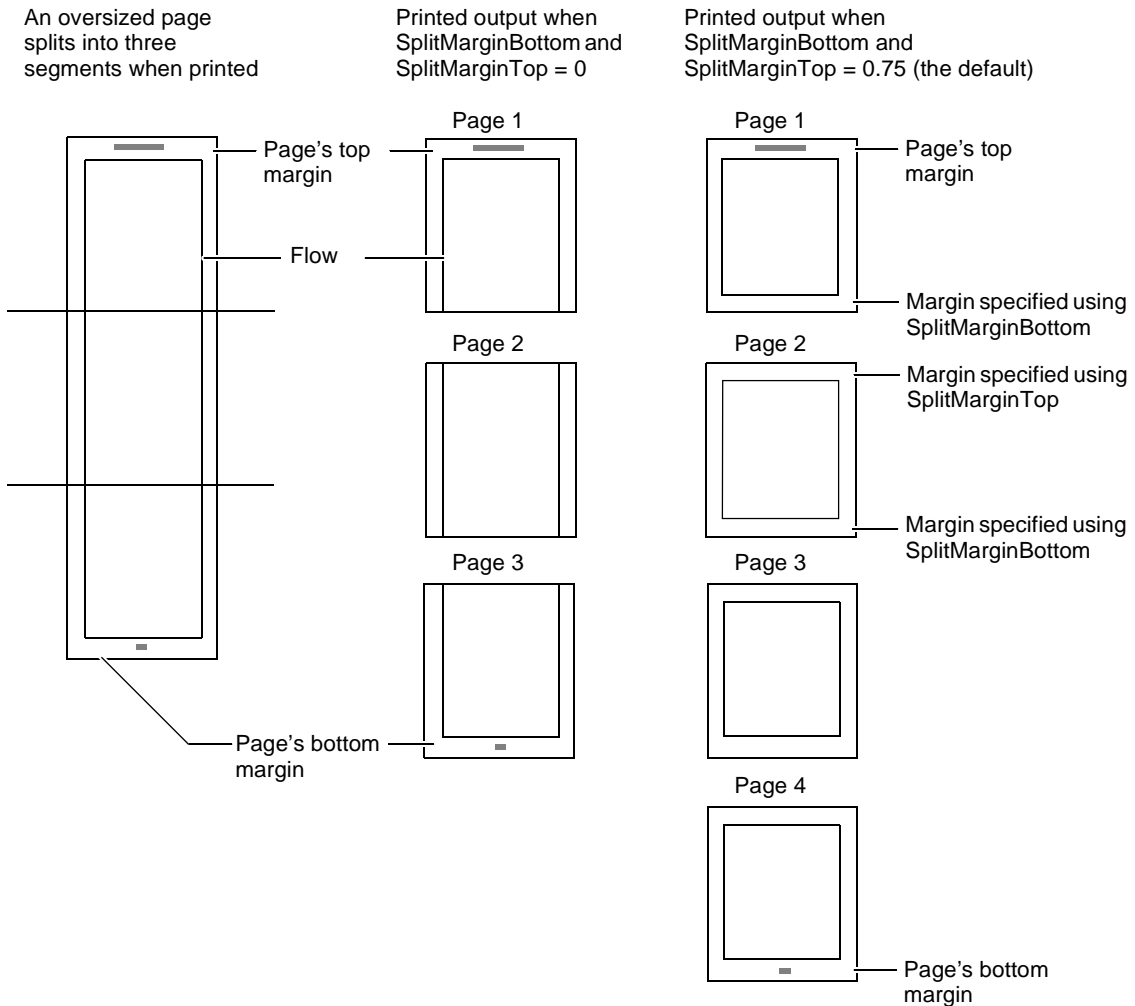 An oversized page
splits into three
segments when printed
Printed output when
SplitMarginBottom and
SplitMarginTop = 0
Printed output when
SplitMarginBottom and
SplitMarginTop = 0.75 (the default)
Page 1
Page 1
Page's top
margin
Page's top
margin
Flow
Margin specified using
SplitMarginBottom
Page 2
Page 2
Margin specified using
SplitMarginTop
Margin specified using
SplitMarginBottom
Page 3
Page 3
Page's bottom
margin
Page 4
Page's bottom
margin